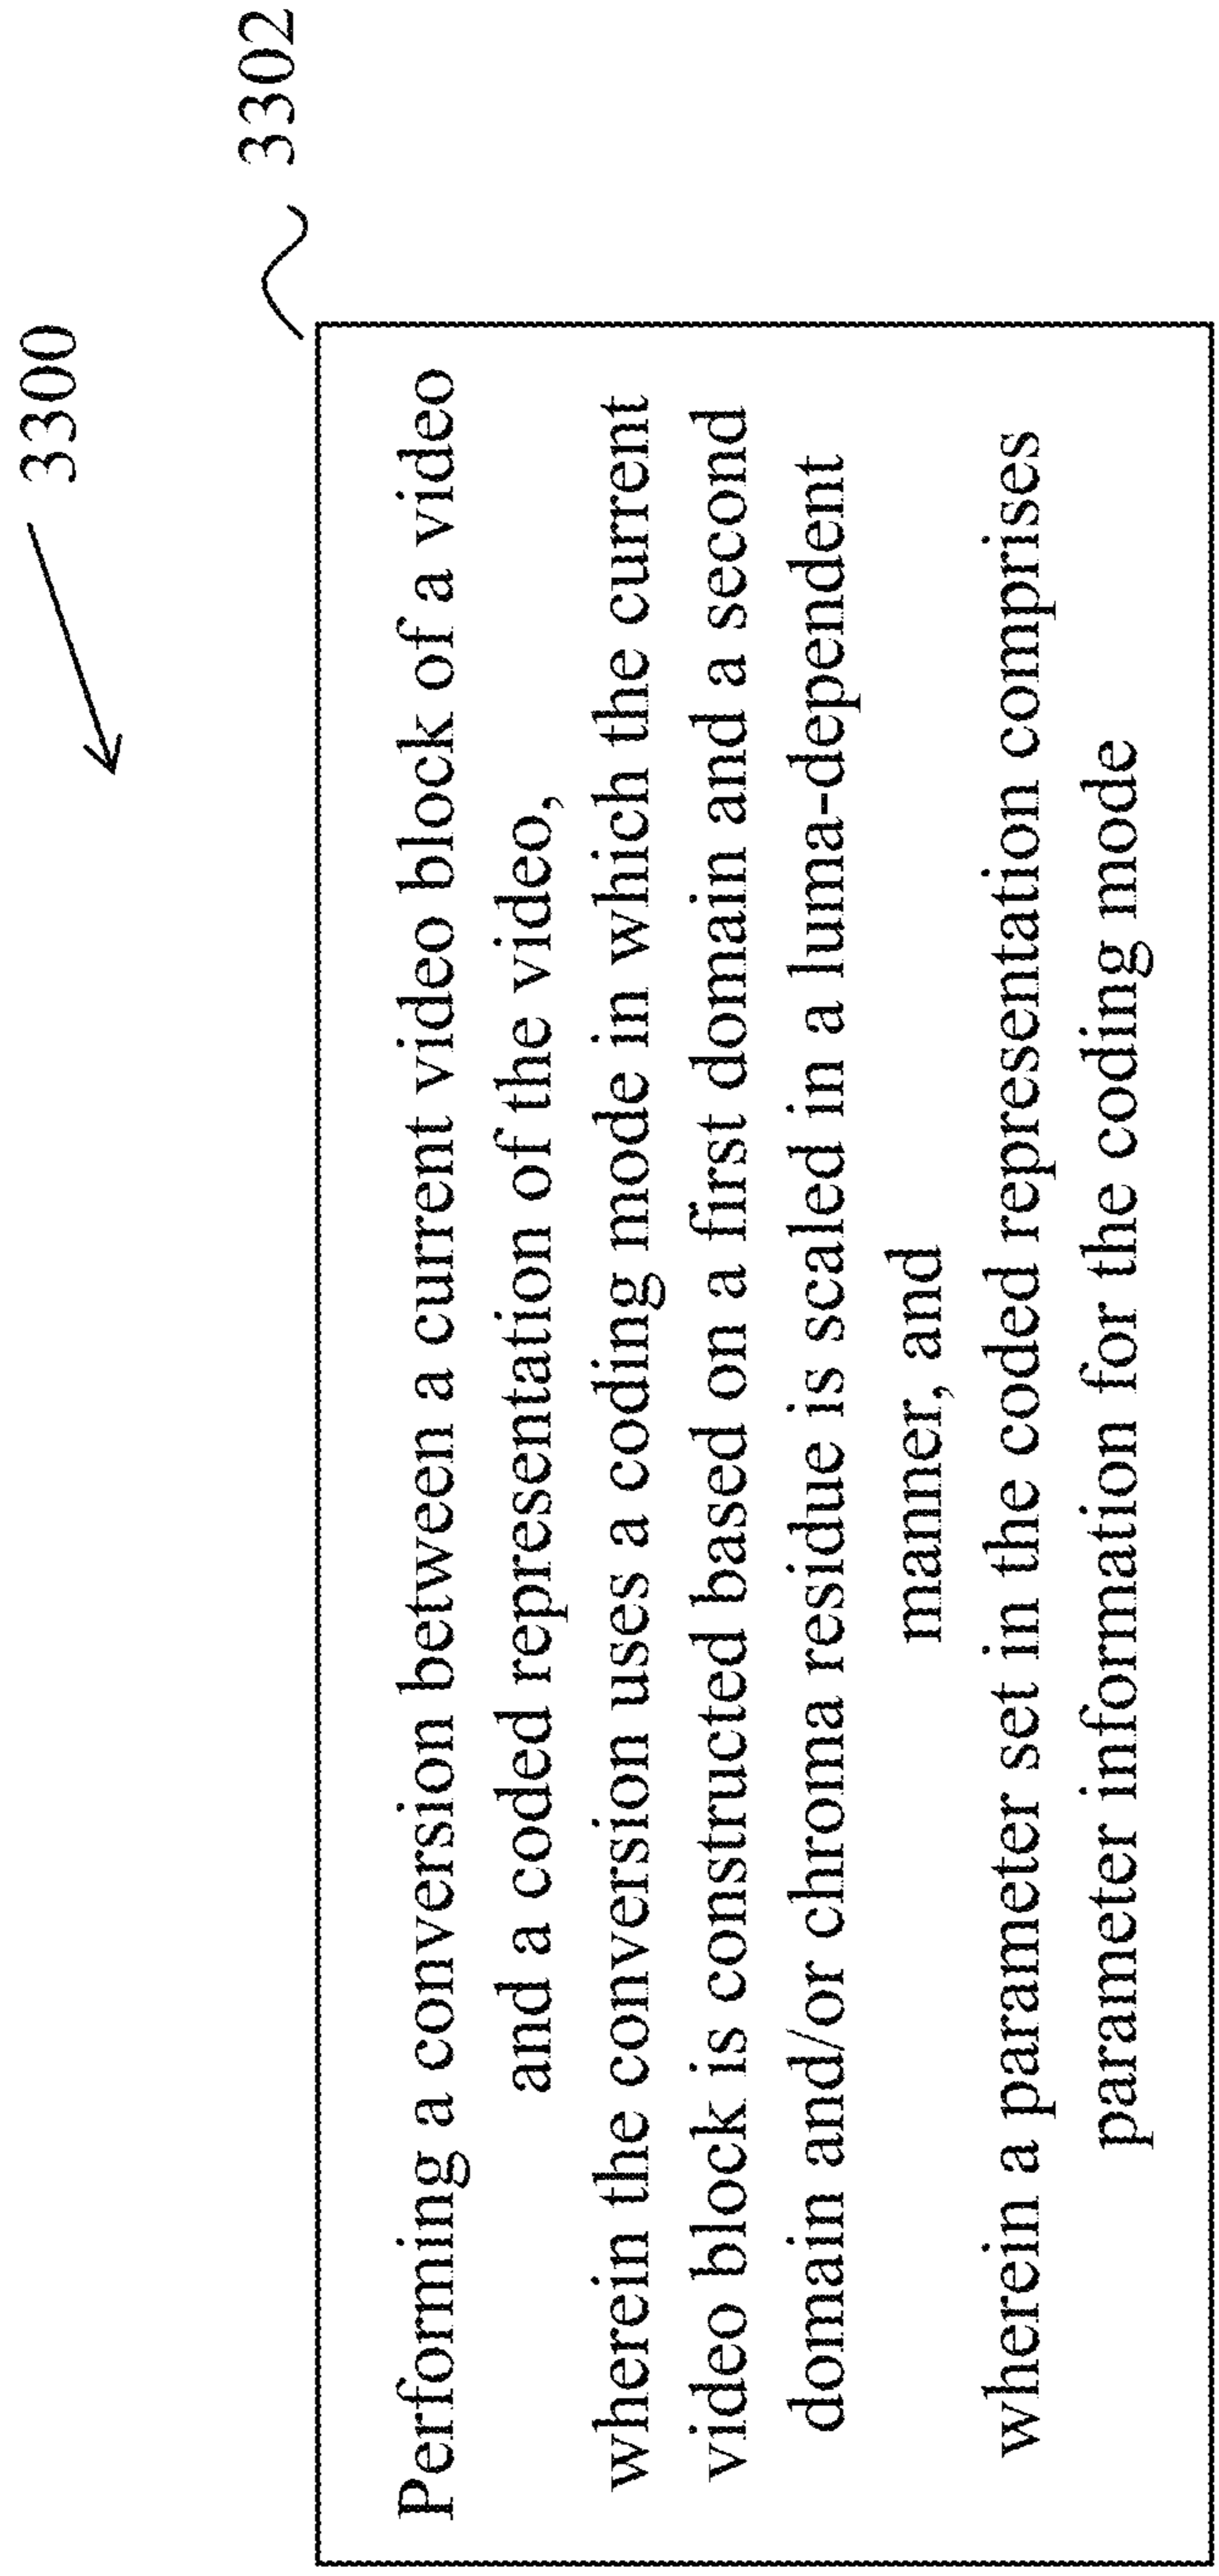 3300
3302
Performing a conversion between a current video block of a video
and a coded representation of the video,
wherein the conversion uses a coding mode in which the current
video block is constructed based on a first domain and a second
domain and/or chroma residue is scaled in a luma-dependent
manner, and
wherein a parameter set in the coded representation comprises
parameter information for the coding mode